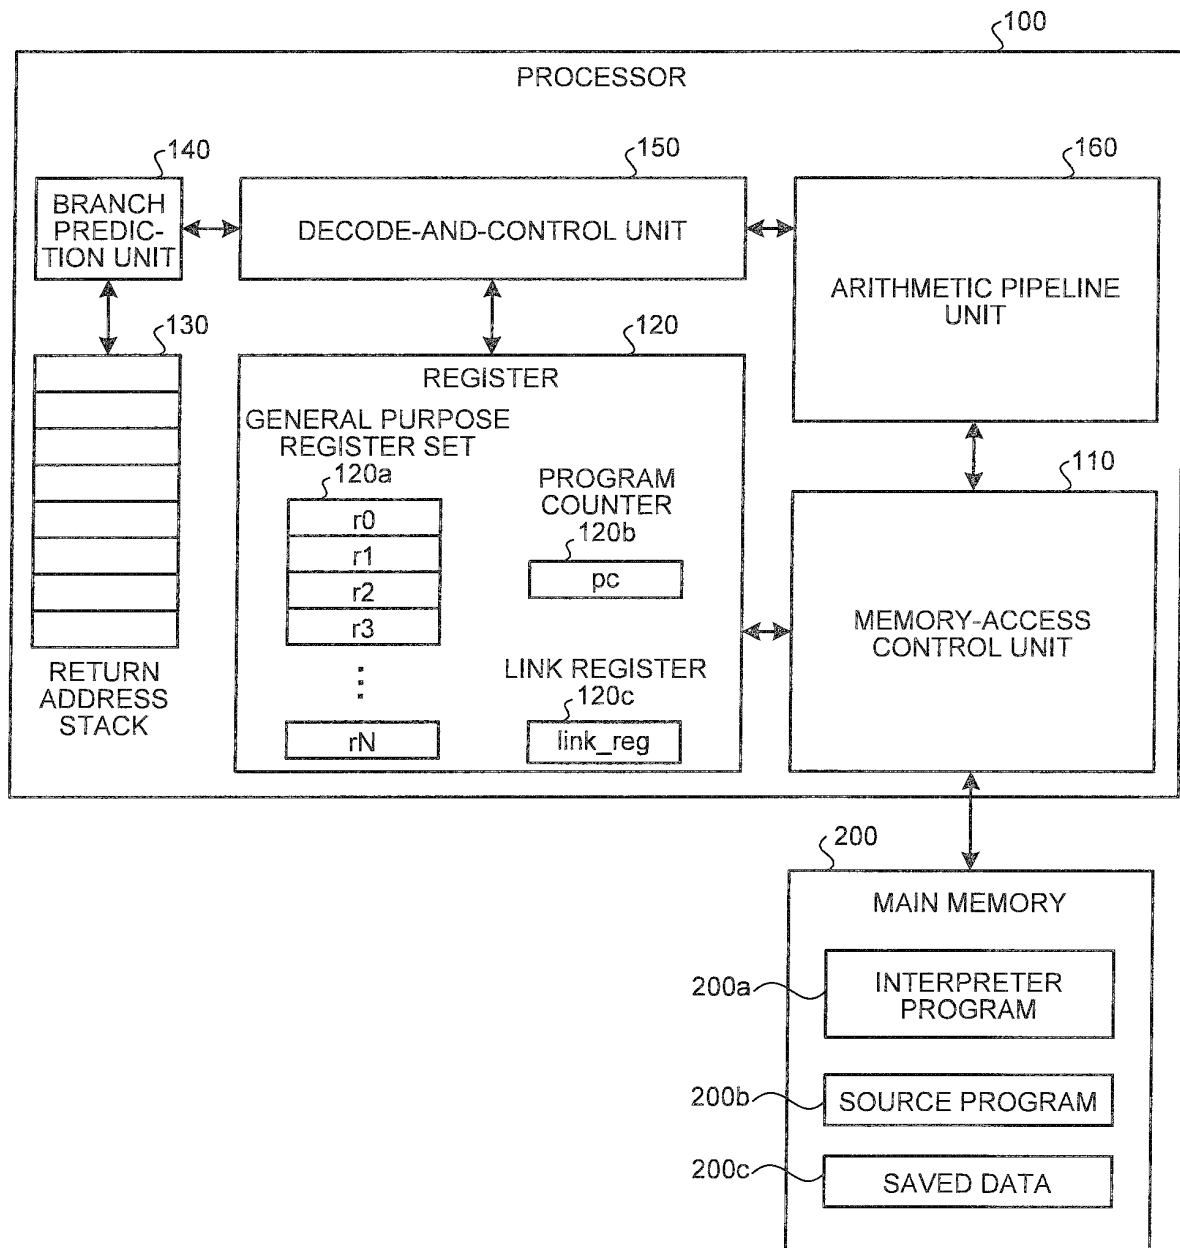 100
PROCESSOR
140
150
160
BRANCH
PREDIC-
TION UNIT
DECODE-AND-CONTROL UNIT
ARITHMETIC PIPELINE
UNIT
130
120
REGISTER
GENERAL PURPOSE
REGISTER SET
120a
r0
r1
r2
r3
⋮
rN
PROGRAM
COUNTER
120b
pc
LINK REGISTER
120c
link_reg
110
MEMORY-ACCESS
CONTROL UNIT
RETURN
ADDRESS
STACK
200
MAIN MEMORY
200a
INTERPRETER
PROGRAM
200b
SOURCE PROGRAM
200c
SAVED DATA